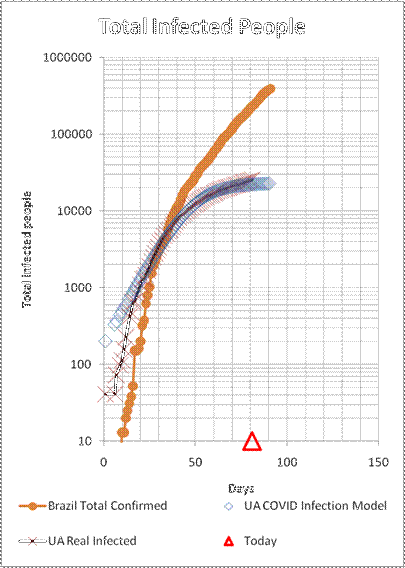 Total Infected People
1000000
100000
10000
1000
100
10
0 50 100 150
Total infected people
Days
Brazil Total Confirmed
UA COVID Infection Model
UA Real Infected
Today